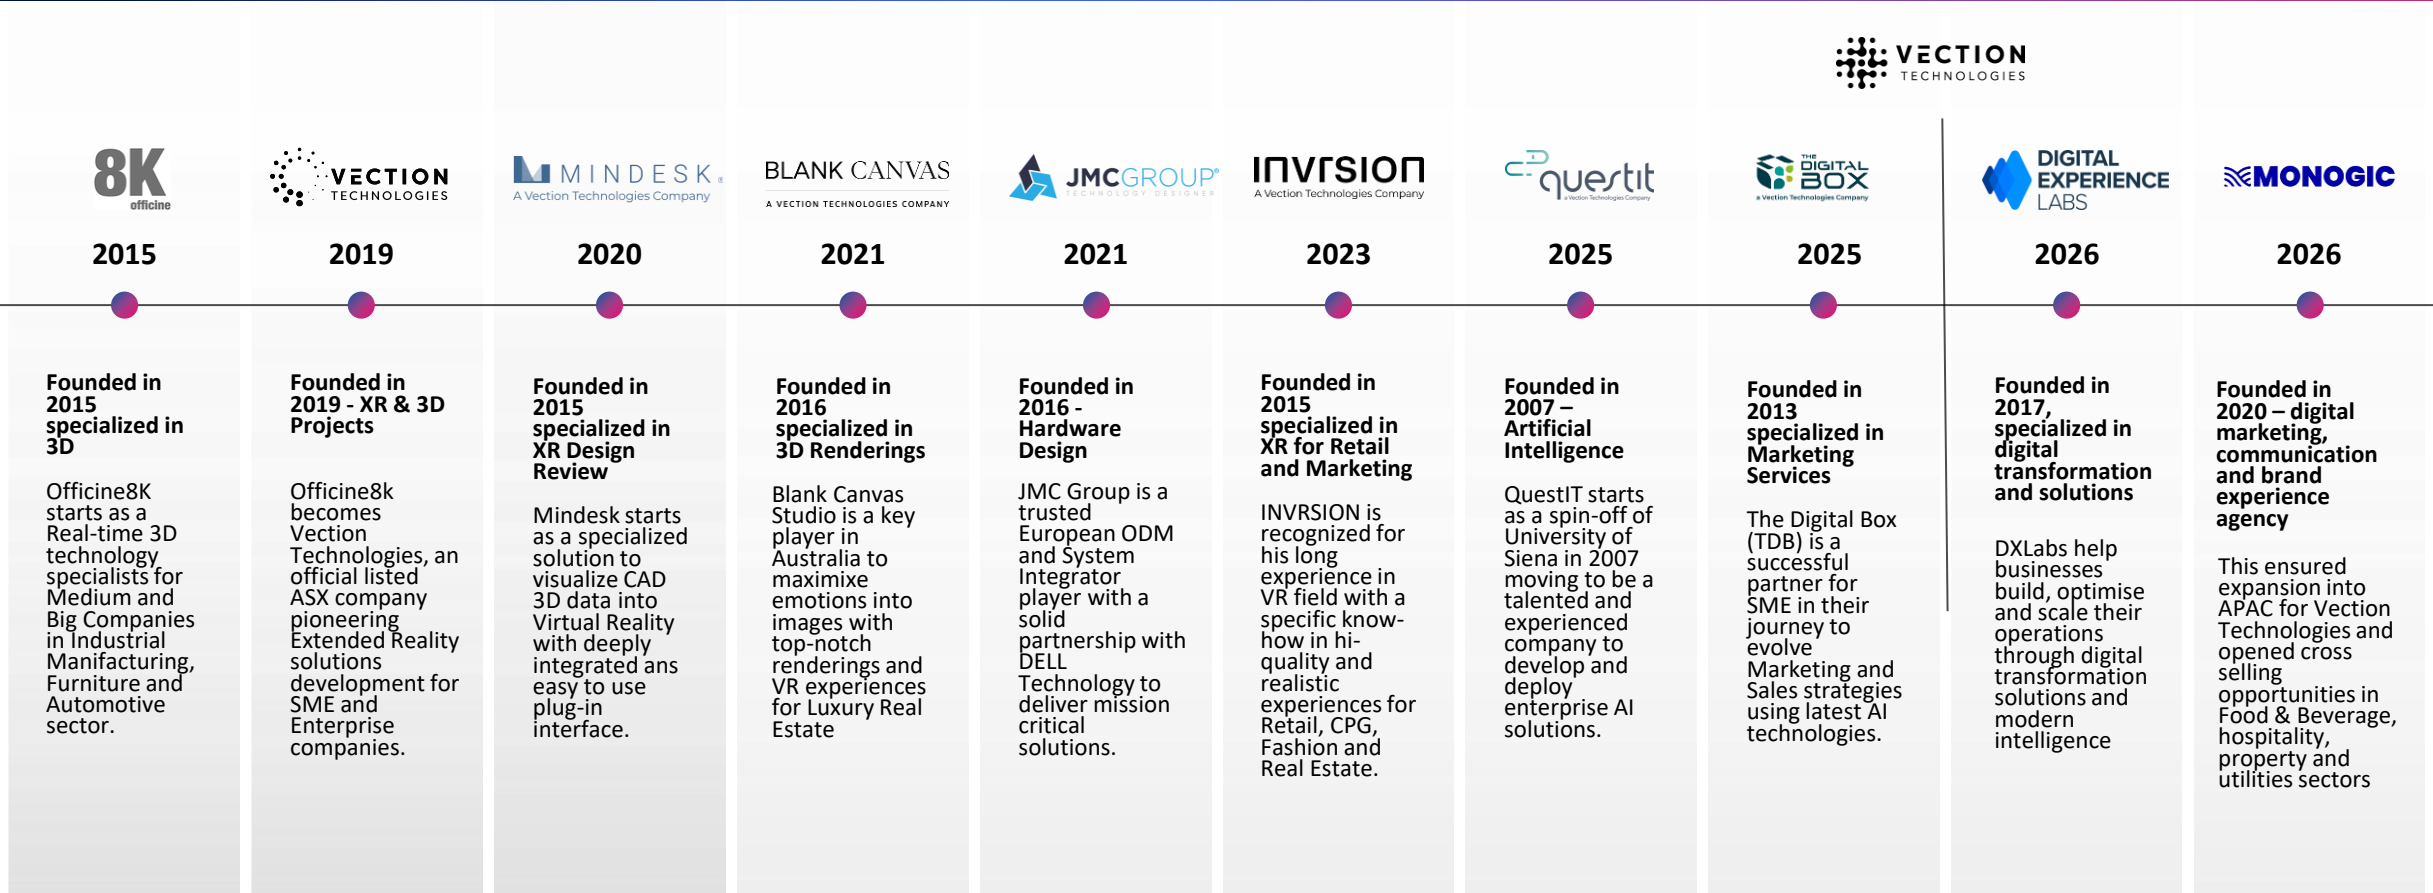 VECTION
TECHNOLOGIES
8K
officine
2015
Founded in
2015
specialized in
3D
Officine8K
starts as a
Real-time 3D
technology
specialists for
Medium and
Big Companies
in Industrial
Manifacturing,
Furniture and
Automotive
sector.
VECTION
TECHNOLOGIES
2019
Founded in
2019 - XR & 3D
Projects
Officine8k
becomes
Vection
Technologies, an
official listed
ASX company
pioneering
Extended Reality
solutions
development for
SME and
Enterprise
companies.
MINDESK®
A Vection Technologies Company
2020
Founded in
2015
specialized in
XR Design
Review
Mindesk starts
as a specialized
solution to
visualize CAD
3D data into
Virtual Reality
with deeply
integrated ans
easy to use
plug-in
interface.
BLANK CANVAS
A VECTION TECHNOLOGIES COMPANY
2021
Founded in
2016
specialized in
3D Renderings
Blank Canvas
Studio is a key
player in
Australia to
maximixe
emotions into
images with
top-notch
renderings and
VR experiences
for Luxury Real
Estate
JMCGROUP®
TECHNOLOGY DESIGNER
2021
Founded in
2016 -
Hardware
Design
JMC Group is a
trusted
European ODM
and System
Integrator
player with a
solid
partnership with
DELL
Technology to
deliver mission
critical
solutions.
INVRSION
A Vection Technologies Company
2023
Founded in
2015
specialized in
XR for Retail
and Marketing
INVRSION is
recognized for
his long
experience in
VR field with a
specific know-
how in hi-
quality and
realistic
experiences for
Retail, CPG,
Fashion and
Real Estate.
questit
a Vection Technologies Company
2025
Founded in
2007 –
Artificial
Intelligence
QuestIT starts
as a spin-off of
University of
Siena in 2007
moving to be a
talented and
experienced
company to
develop and
deploy
enterprise AI
solutions.
THE
DIGITAL
BOX
a Vection Technologies Company
2025
Founded in
2013
specialized in
Marketing
Services
The Digital Box
(TDB) is a
successful
partner for
SME in their
journey to
evolve
Marketing and
Sales strategies
using latest AI
technologies.
DIGITAL
EXPERIENCE
LABS
2026
Founded in
2017,
specialized in
digital
transformation
and solutions
DXLabs help
businesses
build, optimise
and scale their
operations
through digital
transformation
solutions and
modern
intelligence
MONOGIC
2026
Founded in
2020 – digital
marketing,
communication
and brand
experience
agency
This ensured
expansion into
APAC for Vection
Technologies and
opened cross
selling
opportunities in
Food & Beverage,
hospitality,
property and
utilities sectors